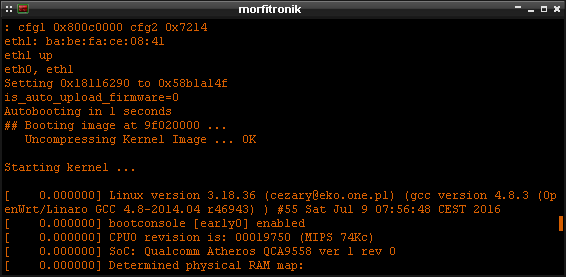 morfitronik
: cfg1 0x800c0000 cfg2 0x7214
eth1: ba:be:fa:ce:08:41
eth1 up
eth0, eth1
Setting 0x18116290 to 0x58b1a14f
is_auto_upload_firmware=0
Autobooting in 1 seconds
## Booting image at 9f020000 ...
   Uncompressing Kernel Image ... OK

Starting kernel ...

[    0.000000] Linux version 3.18.36 (cezary@eko.one.pl) (gcc version 4.8.3 (Op
enWrt/Linaro GCC 4.8-2014.04 r46943) ) #55 Sat Jul 9 07:56:48 CEST 2016
[    0.000000] bootconsole [early0] enabled
[    0.000000] CPU0 revision is: 00019750 (MIPS 74Kc)
[    0.000000] SoC: Qualcomm Atheros QCA9558 ver 1 rev 0
[    0.000000] Determined physical RAM map: